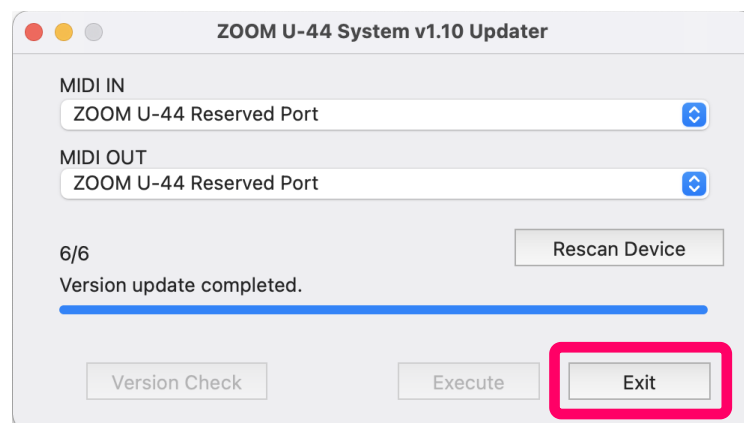 ZOOM U-44 System v1.10 Updater
MIDI IN
ZOOM U-44 Reserved Port
MIDI OUT
ZOOM U-44 Reserved Port
6/6
Rescan Device
Version update completed.
Version Check
Execute
Exit